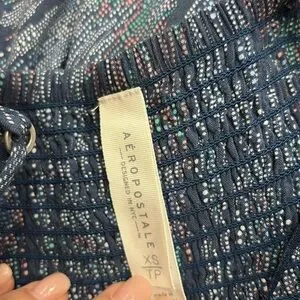 AÉROPOSTALE
DESIGNED IN NYC
XS
TP